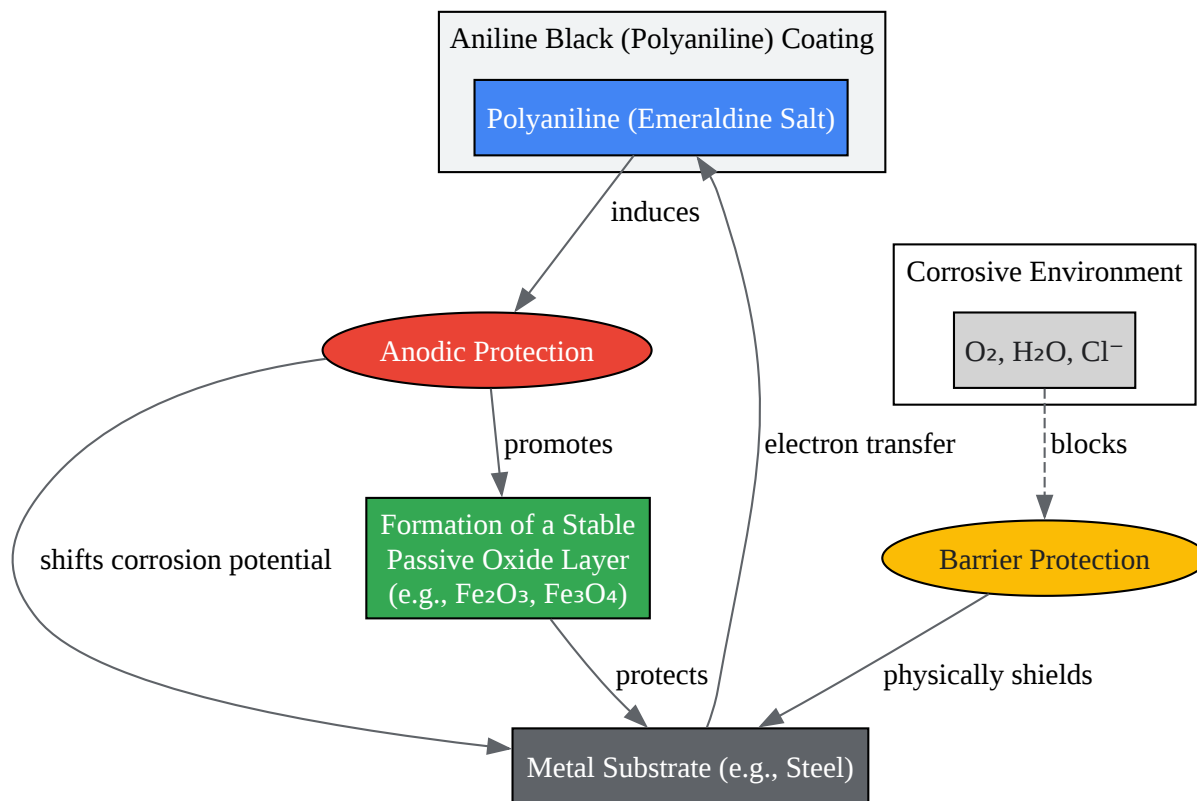 Aniline Black (Polyaniline) Coating
Polyaniline (Emeraldine Salt)
induces
Corrosive Environment
O₂, H₂O, Cl⁻
Anodic Protection
promotes
electron transfer
blocks
Formation of a Stable
Passive Oxide Layer
(e.g., Fe₂O₃, Fe₃O₄)
shifts corrosion potential
Barrier Protection
protects
physically shields
Metal Substrate (e.g., Steel)